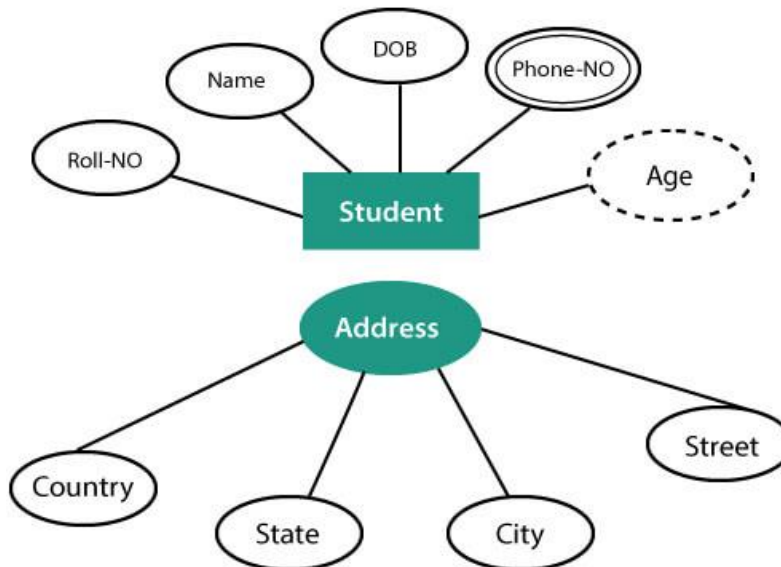 DOB
Name
Phone-NO
Roll-NO
Age
Student
Address
Street
Country
State
City